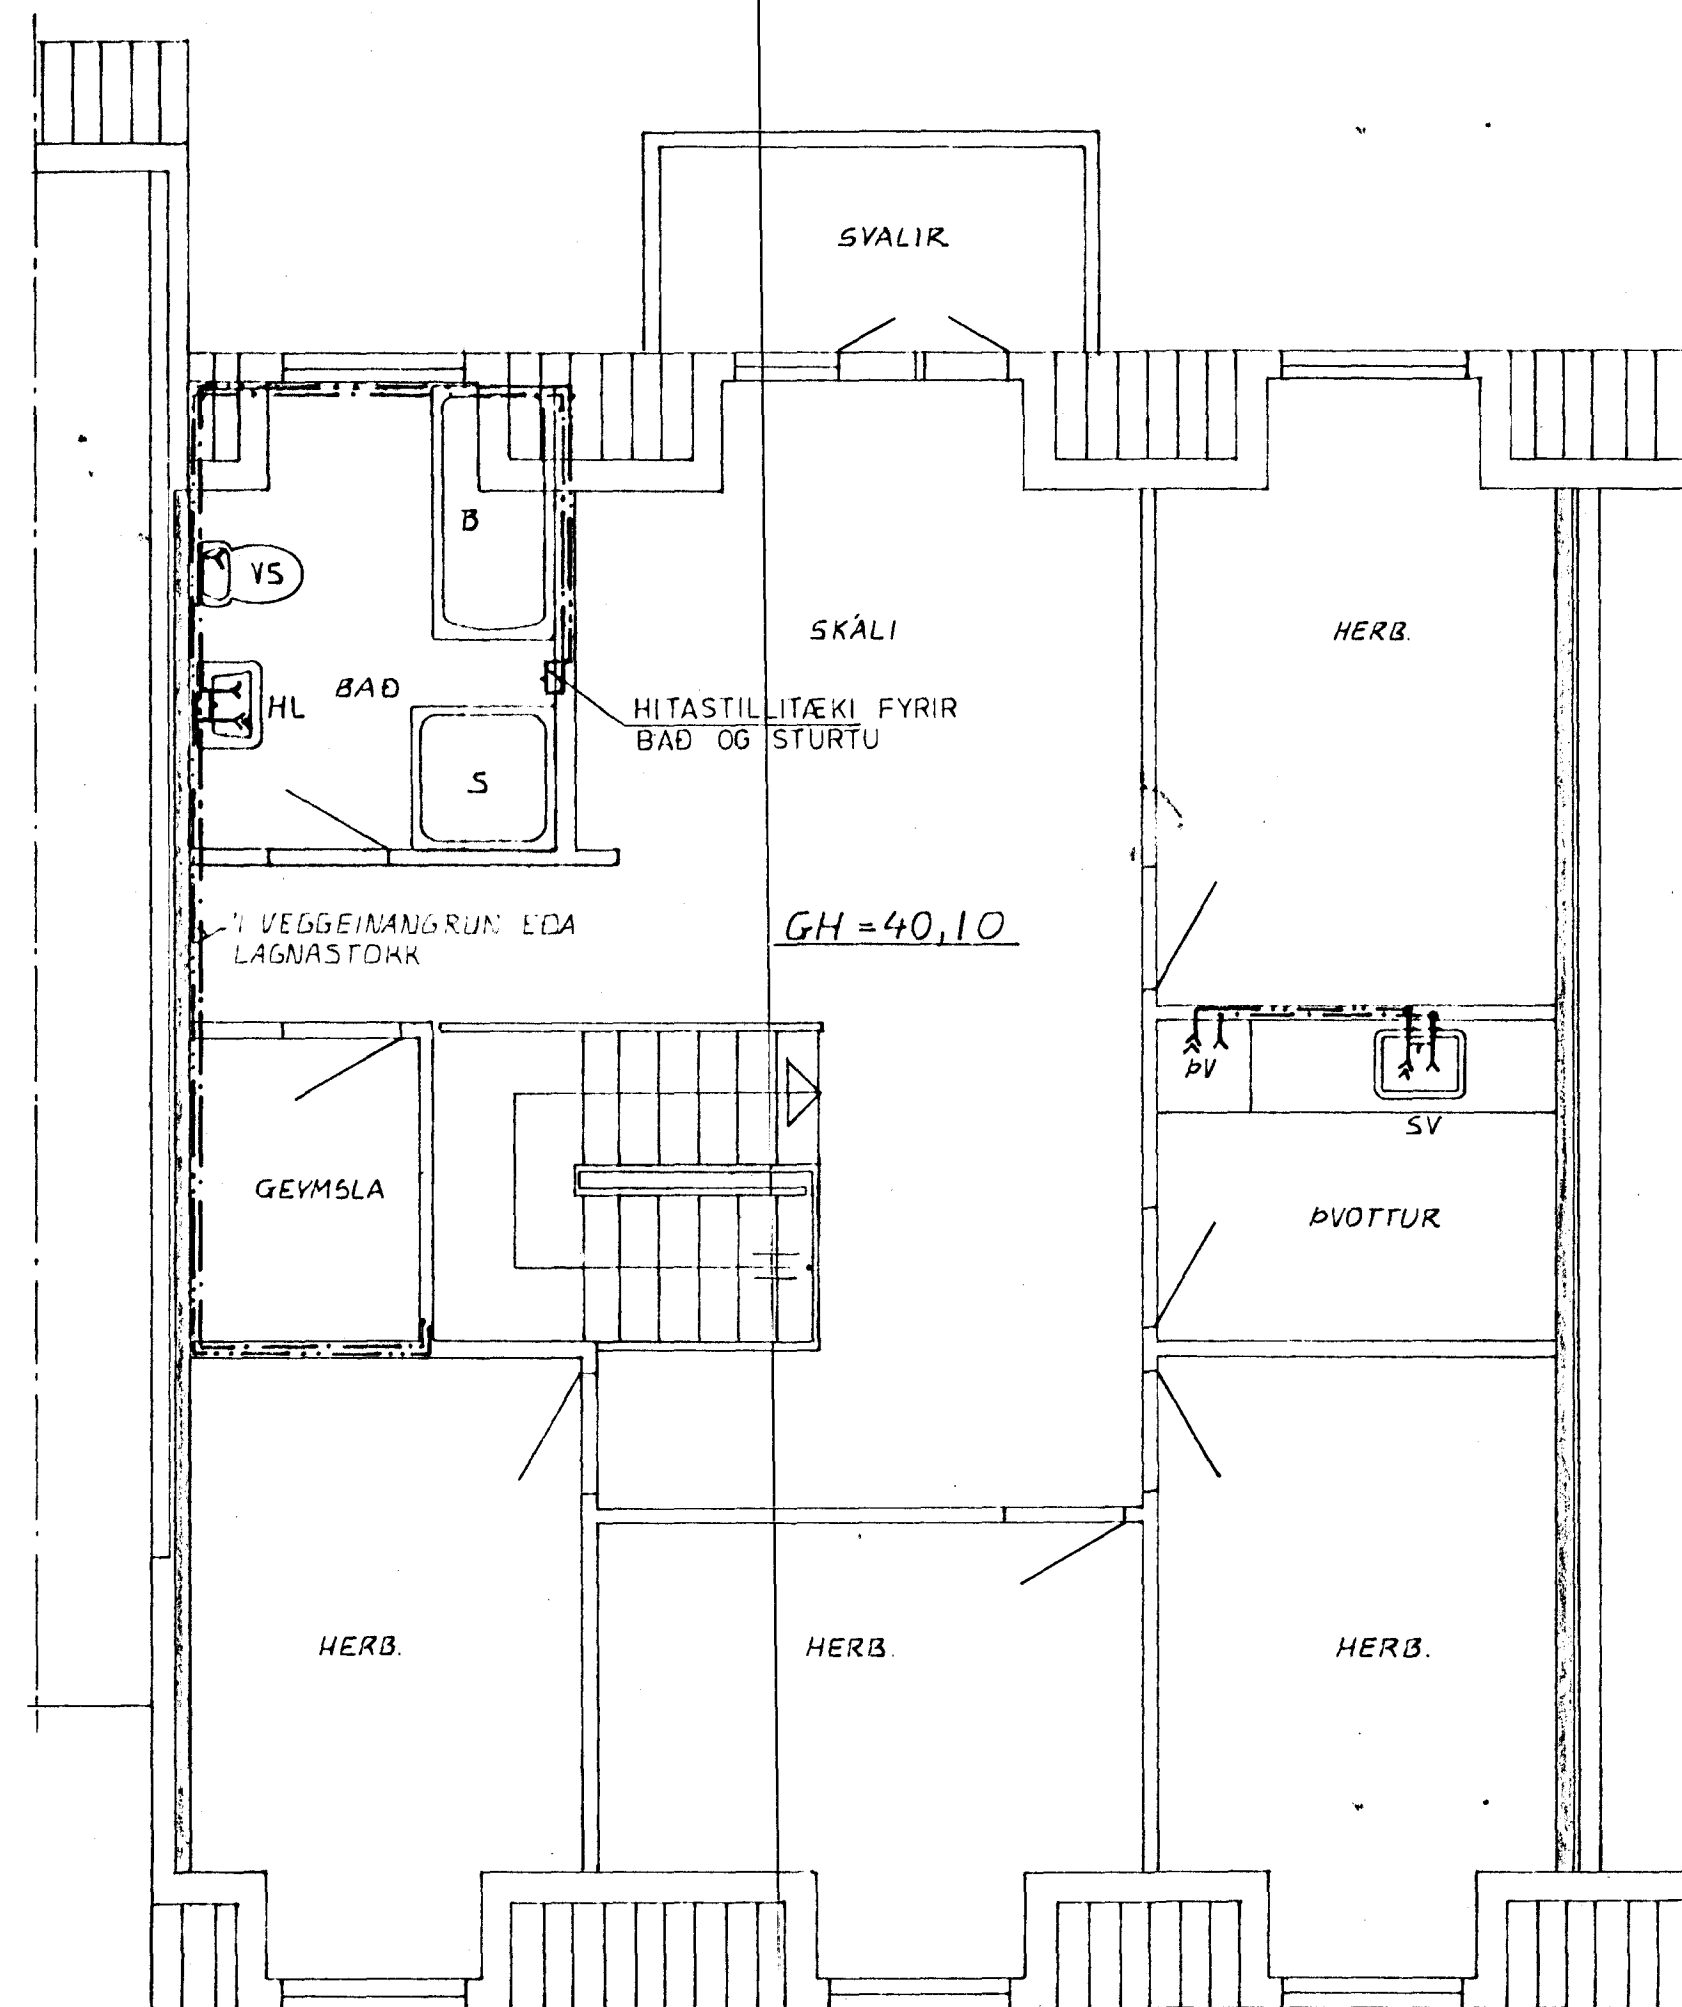 SVALIR
B
VS
SKÁLI
HERB.
BAÐ
HL
HITASTILLITÆKI FYRIR
BAÐ OG STURTU
S
Í VEGGEINANGRUN EÐA
LAGNASTOKK
GH = 40,10
ÞV
SV
GEYMSLA
ÞVOTTUR
HERB.
HERB.
HERB.